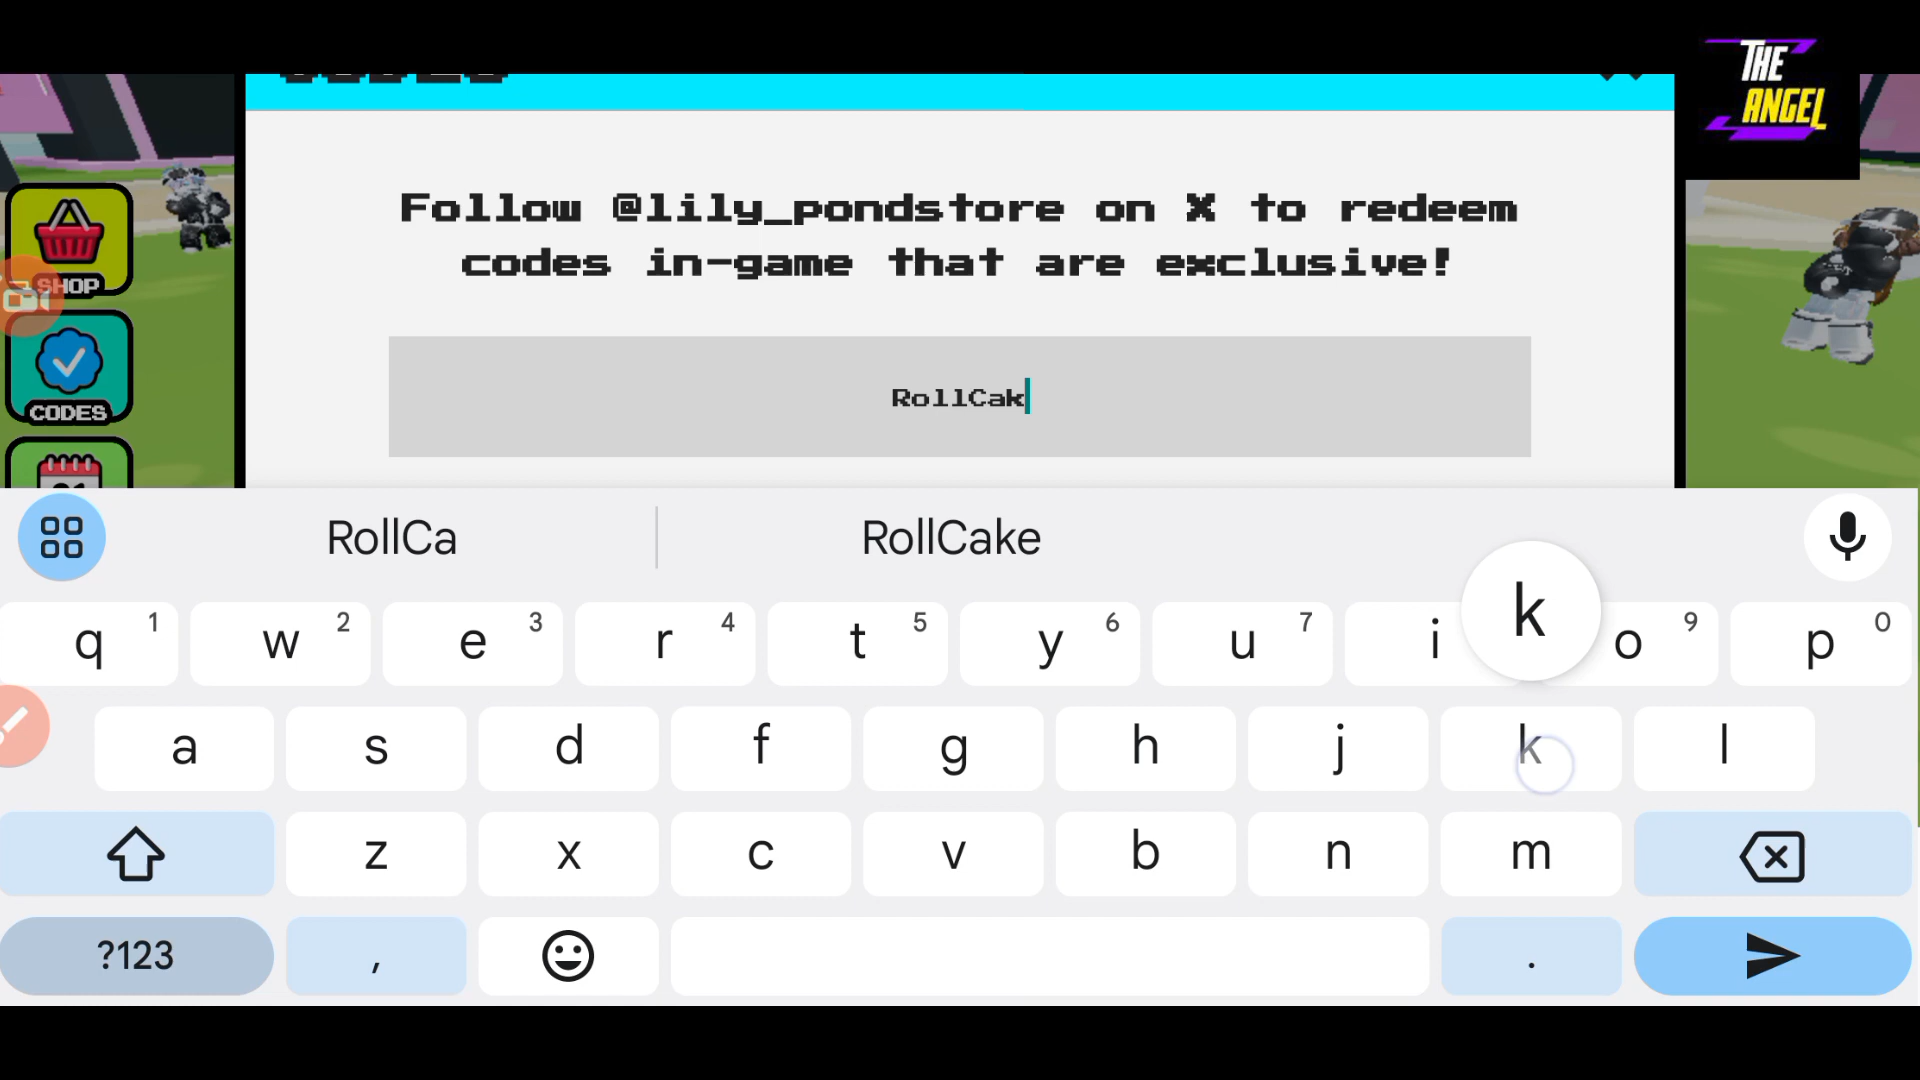 THE
ANGEL
Follow @lily_pondstore on X to redeem
codes in-game that are exclusive!
SHOP
RollCak
CODES
RollCa RollCake
k
q 1 w 2 e 3 r 4 t 5 y 6 u 7 i o 9 p 0
a s d f g h j k l
z x c v b n m
?123 , .